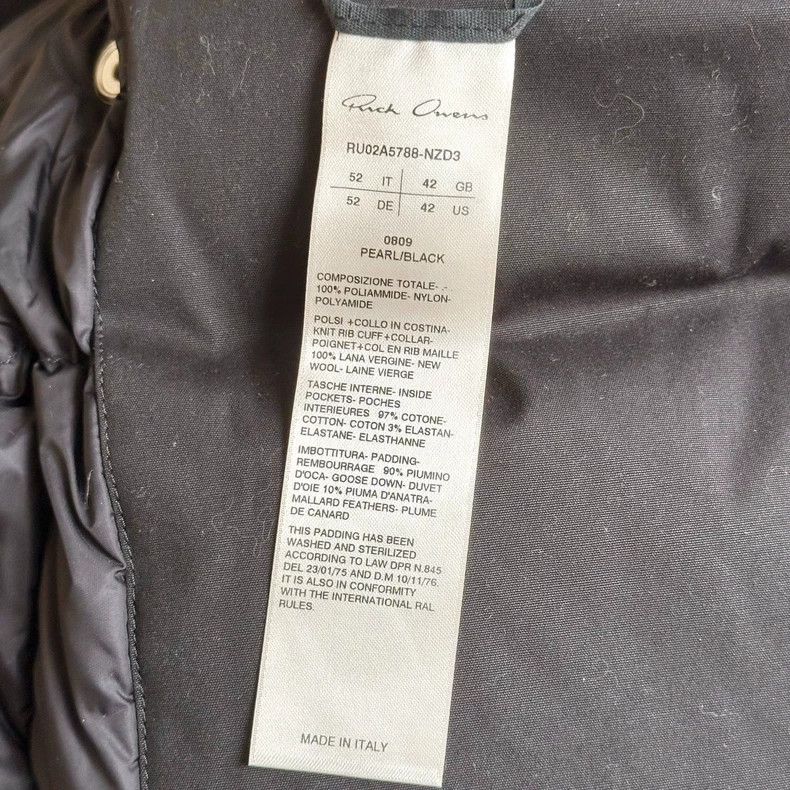 Rick Owens
RU02A5788-NZD3
52 IT 42 GB
52 DE 42 US
0809
PEARL/BLACK
COMPOSIZIONE TOTALE- .-
100% POLIAMMIDE- NYLON-
POLYAMIDE
POLSI +COLLO IN COSTINA-
KNIT RIB CUFF+COLLAR-
POIGNET+COL EN RIB MAILLE
100% LANA VERGINE- NEW
WOOL- LAINE VIERGE
TASCHE INTERNE- INSIDE
POCKETS- POCHES
INTERIEURES 97% COTONE-
COTTON- COTON 3% ELASTAN-
ELASTANE- ELASTHANNE
IMBOTTITURA- PADDING-
REMBOURRAGE 90% PIUMINO
D'OCA- GOOSE DOWN- DUVET
D'OIE 10% PIUMA D'ANATRA-
MALLARD FEATHERS- PLUME
DE CANARD
THIS PADDING HAS BEEN
WASHED AND STERILIZED
ACCORDING TO LAW DPR N.845
DEL 23/01/75 AND D.M 10/11/76.
IT IS ALSO IN CONFORMITY
WITH THE INTERNATIONAL RAL
RULES.
MADE IN ITALY